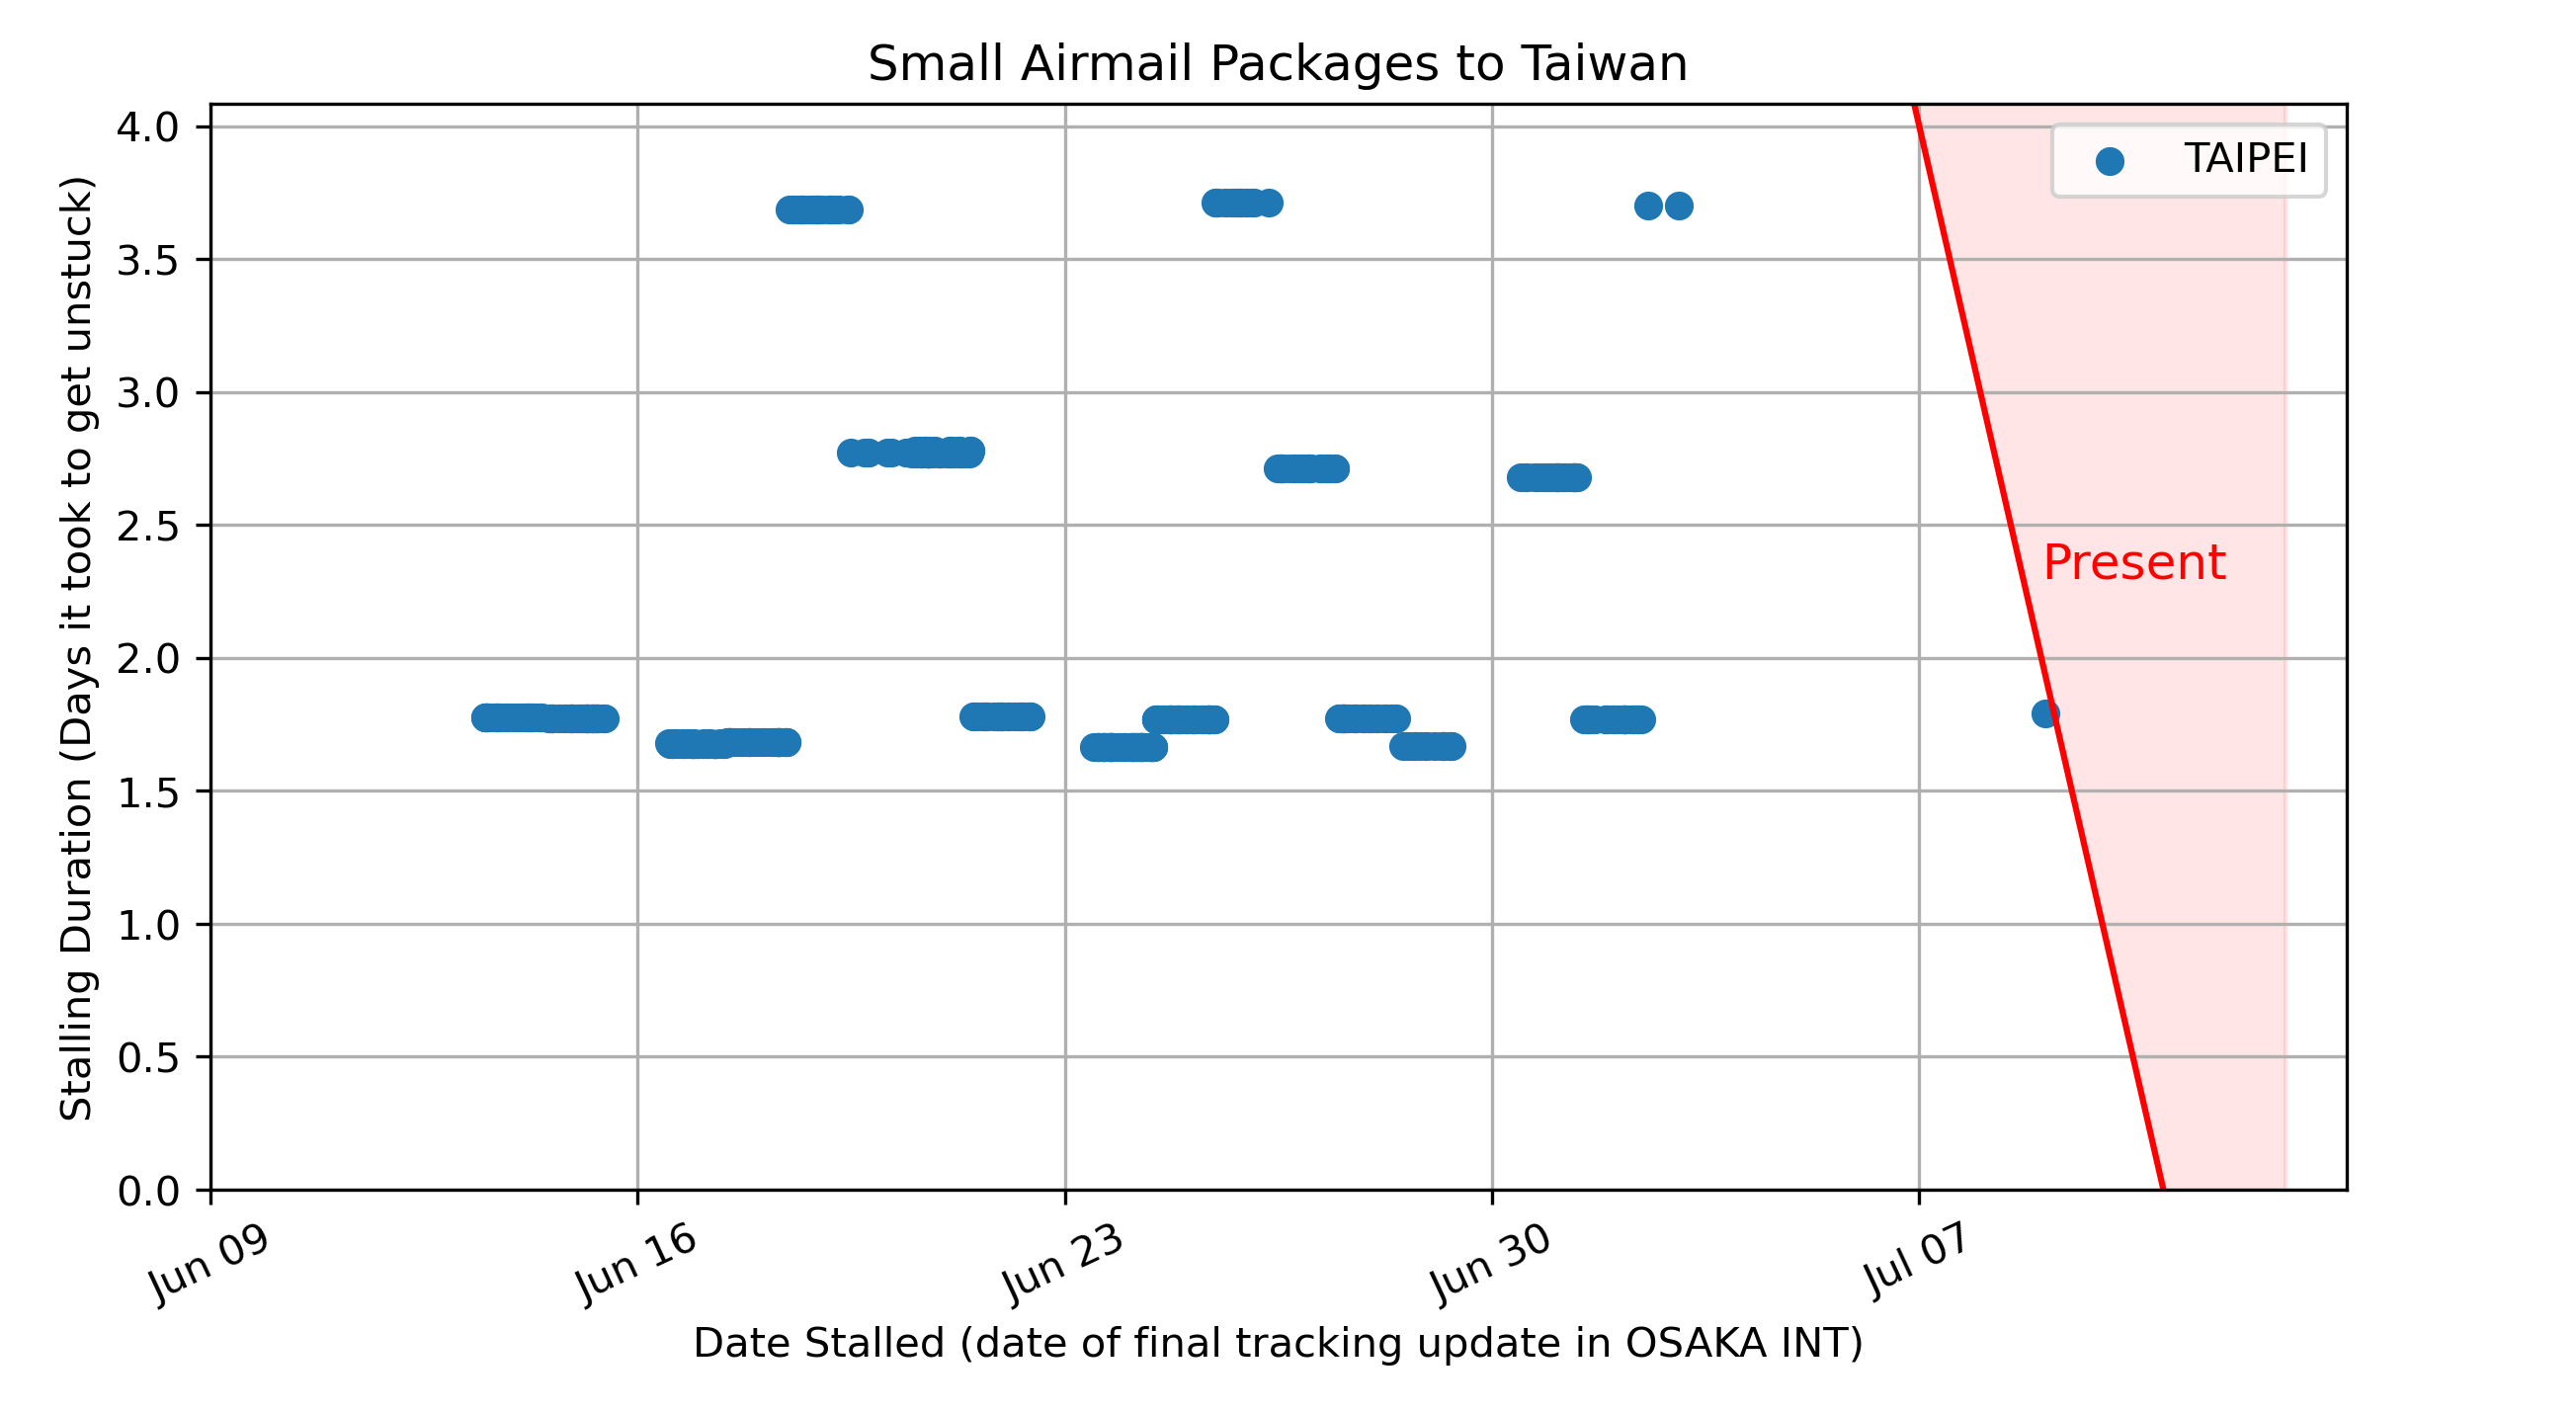 Small Airmail Packages to Taiwan
Stalling Duration (Days it took to get unstuck)
4.0
3.5
3.0
2.5
2.0
1.5
1.0
0.5
0.0
TAIPEI
Present
Jun 09
Jun 16
Jun 23
Jun 30
Jul 07
Date Stalled (date of final tracking update in OSAKA INT)